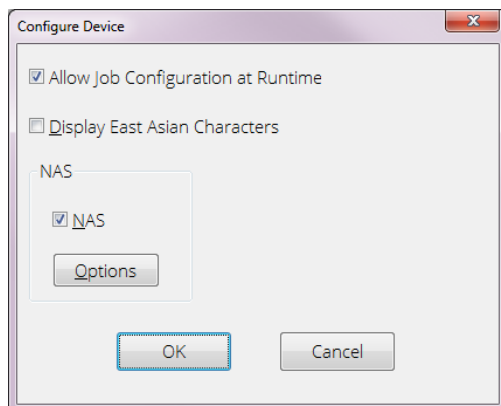 Configure Device
Allow Job Configuration at Runtime
Display East Asian Characters
NAS
NAS
Options
OK
Cancel